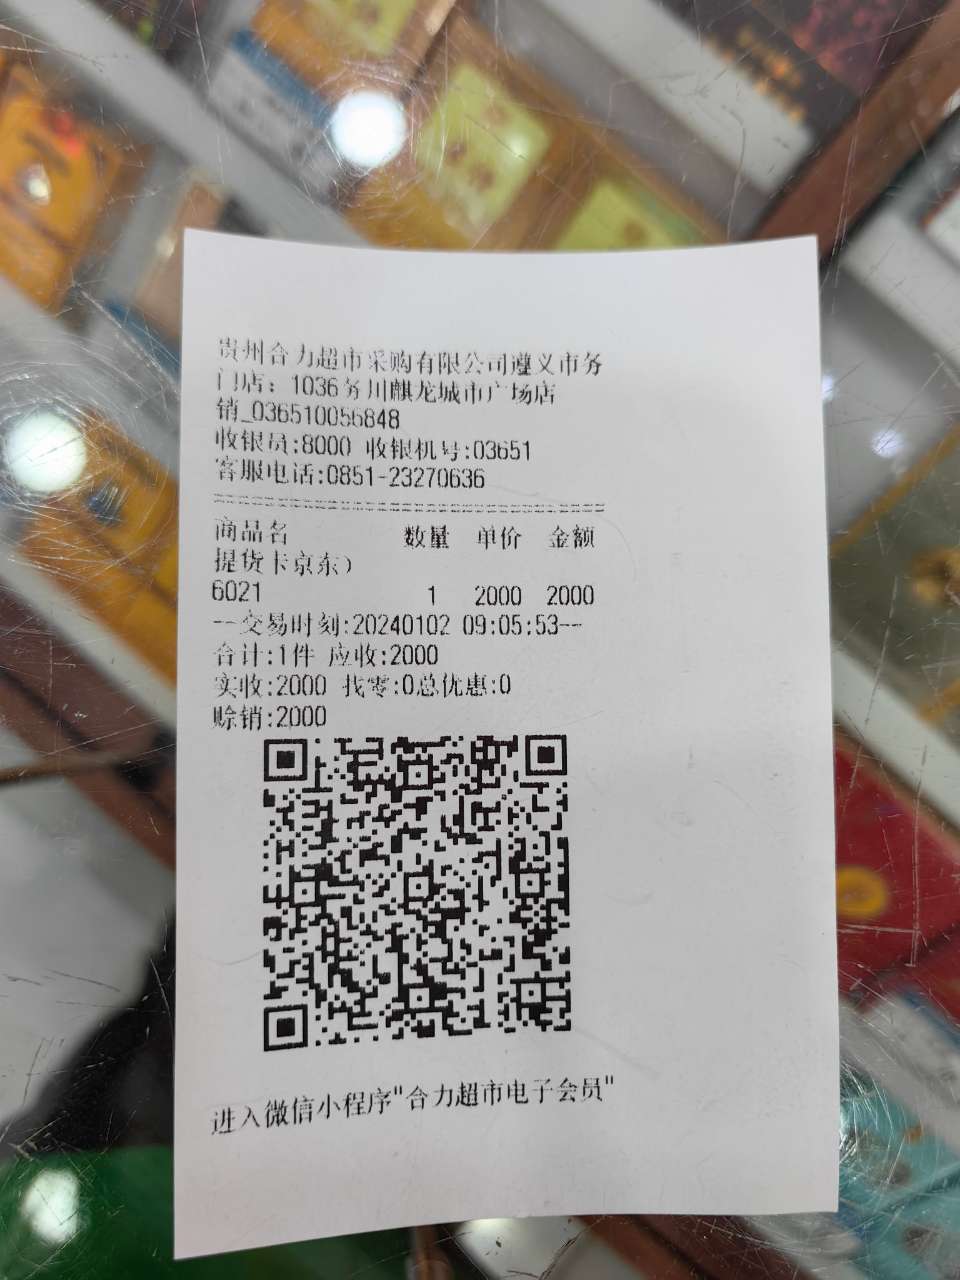 贵州合力超市采购有限公司遵义市务
门店：1036务川麒龙城市广场店
销_036510056848
收银员:8000 收银机号:03651
客服电话:0851-23270636
商品名 数量 单价 金额
提货卡京东）
6021 1 2000 2000
--交易时刻:20240102 09:05:53--
合计:1件 应收:2000
实收:2000 找零:0总优惠:0
赊销:2000
进入微信小程序"合力超市电子会员"